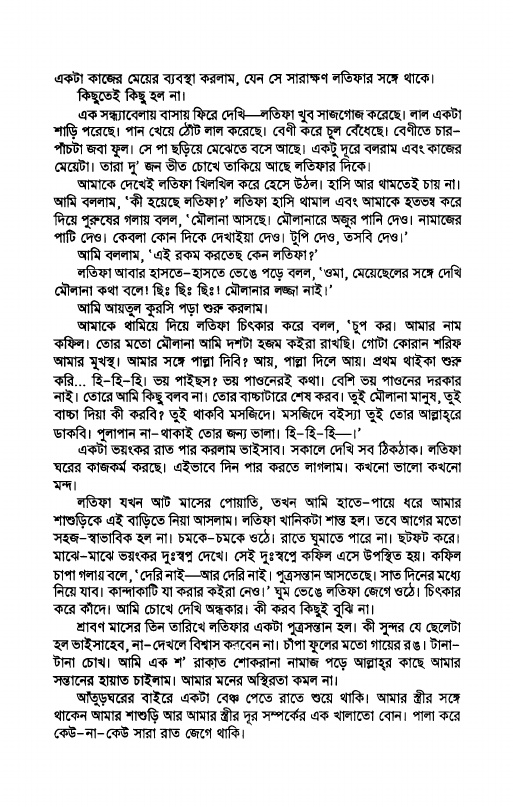 একটা কাজের মেয়ের ব্যবস্থা করলাম, যেন সে সারাক্ষণ লতিফার সঙ্গে থাকে।
কিছুতেই কিছু হল না।
এক সন্ধ্যাবেলায় বাসায় ফিরে দেখি—লতিফা খুব সাজগোজ করেছে। লাল একটা
শাড়ি পরেছে। পান খেয়ে ঠোঁট লাল করেছে। বেণী করে চুল বেঁধেছে। বেণীতে চার-
পাঁচটা জবা ফুল। সে পা ছড়িয়ে মেঝেতে বসে আছে। একটু দূরে বলরাম এবং কাজের
মেয়েটা। তারা দু' জন ভীত চোখে তাকিয়ে আছে লতিফার দিকে।
আমাকে দেখেই লতিফা খিলখিল করে হেসে উঠল। হাসি আর থামতেই চায় না।
আমি বললাম, 'কী হয়েছে লতিফা?' লতিফা হাসি থামাল এবং আমাকে হতভম্ব করে
দিয়ে পুরুষের গলায় বলল, 'মৌলানা আসছে। মৌলানারে অজুর পানি দেও। নামাজের
পাটি দেও। কেবলা কোন দিকে দেখাইয়া দেও। টুপি দেও, তসবি দেও।'
আমি বললাম, 'এই রকম করতেছ কেন লতিফা?'
লতিফা আবার হাসতে-হাসতে ভেঙে পড়ে বলল, 'ওমা, মেয়েছেলের সঙ্গে দেখি
মৌলানা কথা বলে! ছিঃ ছিঃ ছিঃ! মৌলানার লজ্জা নাই।'
আমি আয়তুল কুরসি পড়া শুরু করলাম।
আমাকে থামিয়ে দিয়ে লতিফা চিৎকার করে বলল, 'চুপ কর। আমার নাম
কফিল। তোর মতো মৌলানা আমি দশটা হজম কইরা রাখছি। গোটা কোরান শরিফ
আমার মুখস্থ। আমার সঙ্গে পাল্লা দিবি? আয়, পাল্লা দিলে আয়। প্রথম থাইকা শুরু
করি... হি-হি-হি। ভয় পাইছস? ভয় পাওনেরই কথা। বেশি ভয় পাওনের দরকার
নাই। তোরে আমি কিছু বলব না। তোর বাচ্চাটারে শেষ করব। তুই মৌলানা মানুষ, তুই
বাচ্চা দিয়া কী করবি? তুই থাকবি মসজিদে। মসজিদে বইস্যা তুই তোর আল্লাহ্‌রে
ডাকবি। পুলাপান না-থাকাই তোর জন্য ভালা। হি-হি-হি—।'
একটা ভয়ংকর রাত পার করলাম ভাইসাব। সকালে দেখি সব ঠিকঠাক। লতিফা
ঘরের কাজকর্ম করছে। এইভাবে দিন পার করতে লাগলাম। কখনো ভালো কখনো
মন্দ।
লতিফা যখন আট মাসের পোয়াতি, তখন আমি হাতে-পায়ে ধরে আমার
শাশুড়িকে এই বাড়িতে নিয়া আসলাম। লতিফা খানিকটা শান্ত হল। তবে আগের মতো
সহজ-স্বাভাবিক হল না। চমকে-চমকে ওঠে। রাতে ঘুমাতে পারে না। ছটফট করে।
মাঝে-মাঝে ভয়ংকর দুঃস্বপ্ন দেখে। সেই দুঃস্বপ্নে কফিল এসে উপস্থিত হয়। কফিল
চাপা গলায় বলে, 'দেরি নাই—আর দেরি নাই। পুত্রসন্তান আসতেছে। সাত দিনের মধ্যে
নিয়ে যাব। কান্দাকাটি যা করার কইরা নেও।' ঘুম ভেঙে লতিফা জেগে ওঠে। চিৎকার
করে কাঁদে। আমি চোখে দেখি অন্ধকার। কী করব কিছুই বুঝি না।
শ্রাবণ মাসের তিন তারিখে লতিফার একটা পুত্রসন্তান হল। কী সুন্দর যে ছেলেটা
হল ভাইসাহেব, না-দেখলে বিশ্বাস করবেন না। চাঁপা ফুলের মতো গায়ের রঙ। টানা-
টানা চোখ। আমি এক শ' রাকাত শোকরানা নামাজ পড়ে আল্লাহ্‌র কাছে আমার
সন্তানের হায়াত চাইলাম। আমার মনের অস্থিরতা কমল না।
আঁতুড়ঘরের বাইরে একটা বেঞ্চ পেতে রাতে শুয়ে থাকি। আমার স্ত্রীর সঙ্গে
থাকেন আমার শাশুড়ি আর আমার স্ত্রীর দূর সম্পর্কের এক খালাতো বোন। পালা করে
কেউ-না-কেউ সারা রাত জেগে থাকি।